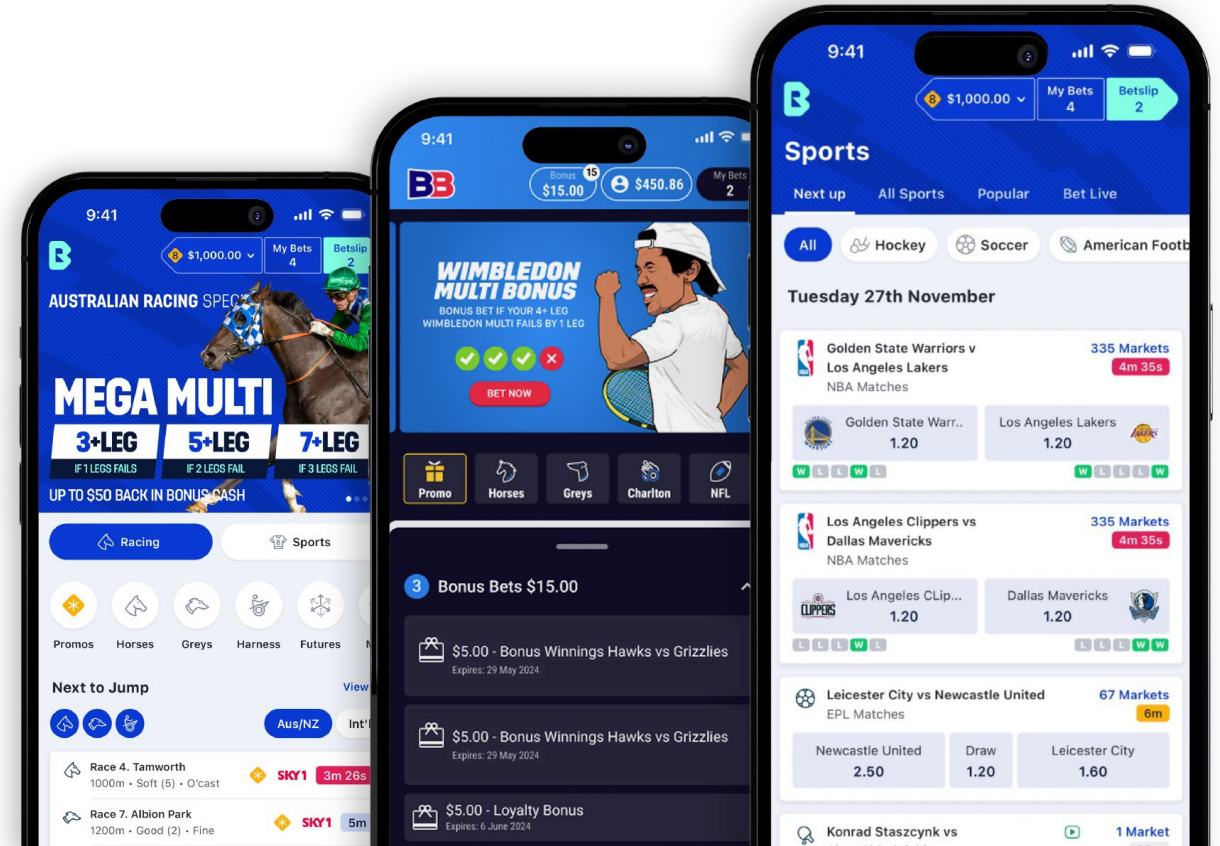 9:41
$1,000.00
My Bets
4
Betslip
2
AUSTRALIAN RACING SPEC
MEGA MULTI
3+LEG
IF 1 LEGS FAILS
5+LEG
IF 2 LEGS FAIL
7+LEG
IF 3 LEGS FAIL
UP TO $50 BACK IN BONUS CASH
Racing
Sports
Promos
Horses
Greys
Harness
Futures
Next to Jump
View
Aus/NZ
Int'l
Race 4. Tamworth
1000m • Soft (5) • O'cast
SKY1
3m 26s
Race 7. Albion Park
1200m • Good (2) • Fine
SKY1
5m
9:41
BB
Bonus
$15.00
15
$450.86
My Bets
2
WIMBLEDON
MULTI BONUS
BONUS BET IF YOUR 4+ LEG
WIMBLEDON MULTI FAILS BY 1 LEG
BET NOW
Promo
Horses
Greys
Charlton
NFL
3 Bonus Bets $15.00
$5.00 - Bonus Winnings Hawks vs Grizzlies
Expires: 29 May 2024
$5.00 - Bonus Winnings Hawks vs Grizzlies
Expires: 29 May 2024
$5.00 - Loyalty Bonus
Expires: 6 June 2024
9:41
8 $1,000.00
My Bets
4
Betslip
2
Sports
Next up
All Sports
Popular
Bet Live
All
Hockey
Soccer
American Footb
Tuesday 27th November
Golden State Warriors v
Los Angeles Lakers
NBA Matches
335 Markets
4m 35s
Golden State Warr..
1.20
Los Angeles Lakers
1.20
W L L W L
W L L L W
Los Angeles Clippers vs
Dallas Mavericks
NBA Matches
335 Markets
4m 35s
CLIPPERS
Los Angeles CLip...
1.20
Dallas Mavericks
1.20
L L L W L
L L L W W
Leicester City vs Newcastle United
EPL Matches
67 Markets
6m
Newcastle United
2.50
Draw
1.20
Leicester City
1.60
Konrad Staszcynk vs
1 Market